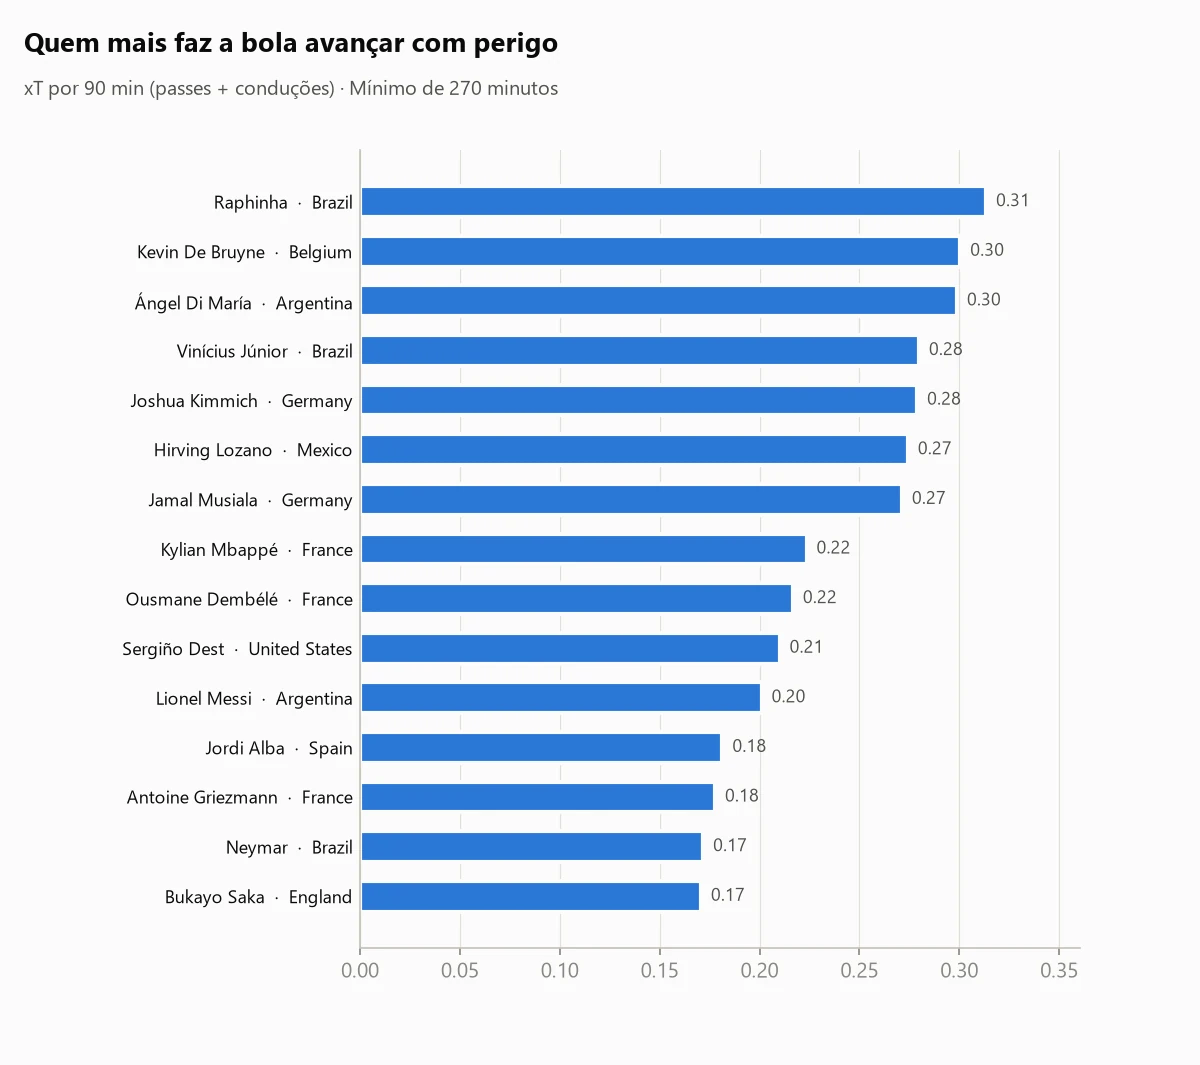 Quem mais faz a bola avançar com perigo
xT por 90 min (passes + conduções) · Mínimo de 270 minutos
Raphinha · Brazil 0.31
Kevin De Bruyne · Belgium 0.30
Ángel Di María · Argentina 0.30
Vinícius Júnior · Brazil 0.28
Joshua Kimmich · Germany 0.28
Hirving Lozano · Mexico 0.27
Jamal Musiala · Germany 0.27
Kylian Mbappé · France 0.22
Ousmane Dembélé · France 0.22
Sergiño Dest · United States 0.21
Lionel Messi · Argentina 0.20
Jordi Alba · Spain 0.18
Antoine Griezmann · France 0.18
Neymar · Brazil 0.17
Bukayo Saka · England 0.17
0.00 0.05 0.10 0.15 0.20 0.25 0.30 0.35